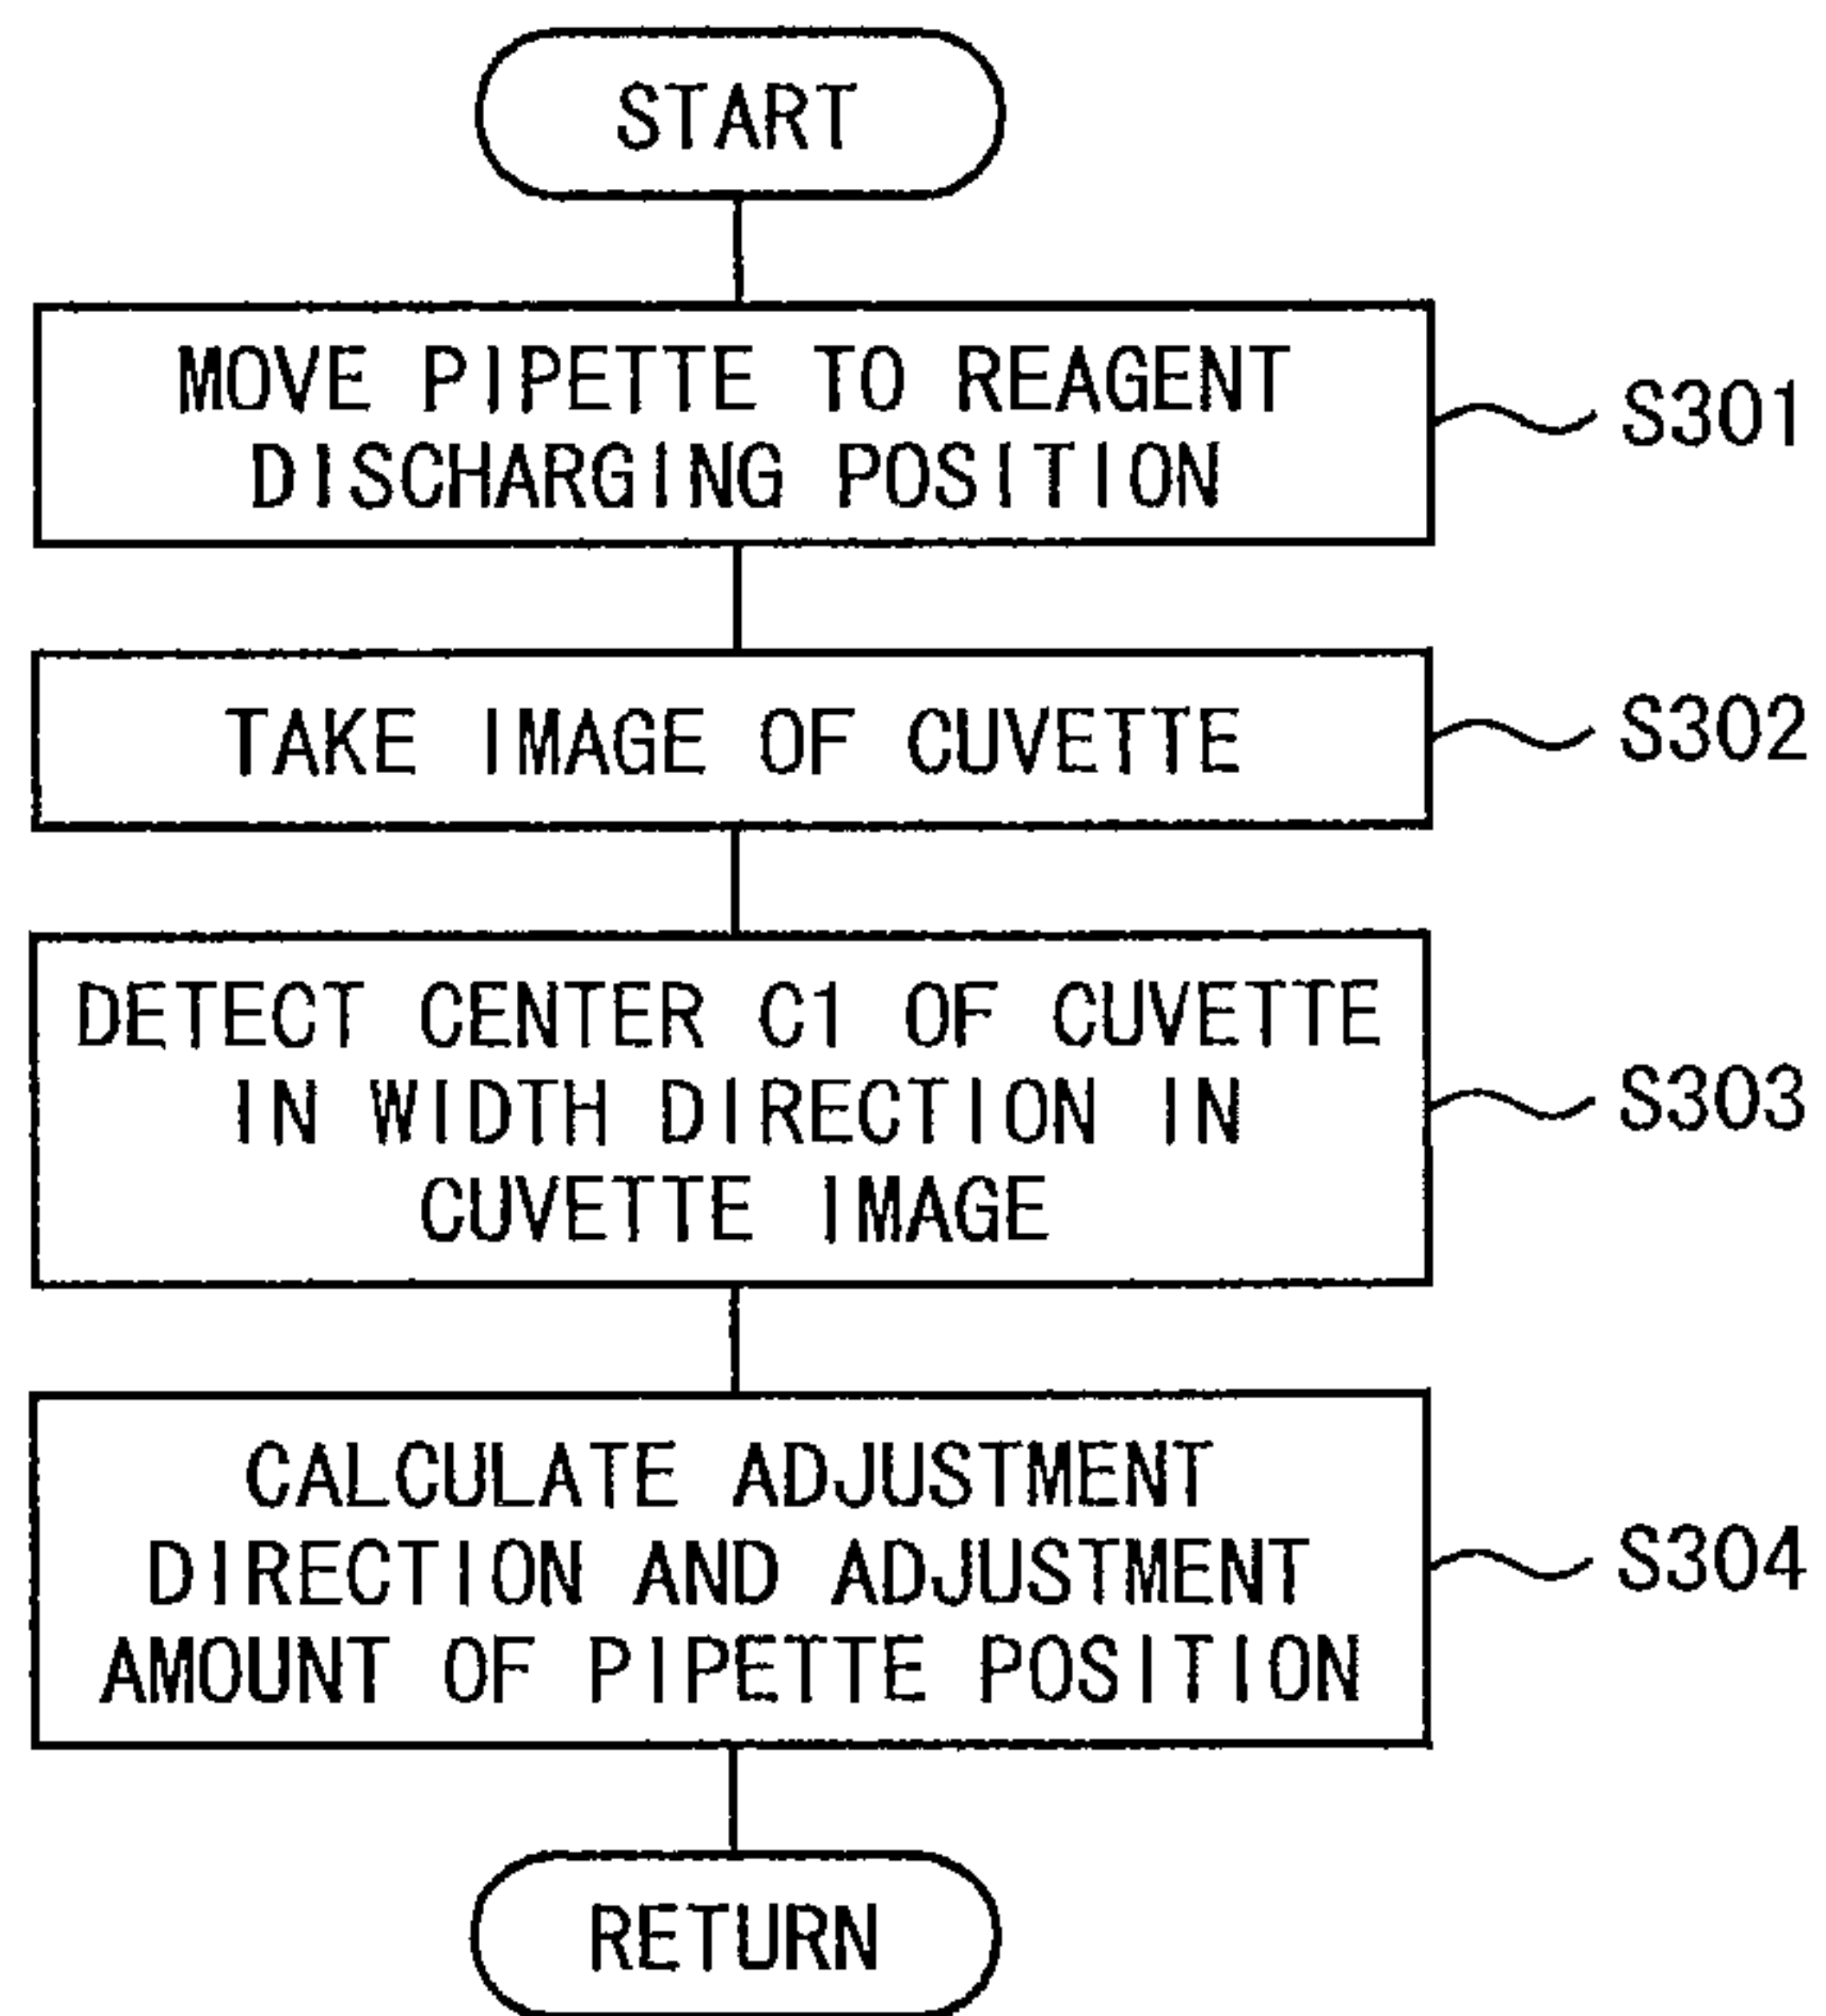 START
MOVE PIPETTE TO REAGENT
DISCHARGING POSITION
S301
TAKE IMAGE OF CUVETTE
S302
DETECT CENTER C1 OF CUVETTE
IN WIDTH DIRECTION IN
CUVETTE IMAGE
S303
CALCULATE ADJUSTMENT
DIRECTION AND ADJUSTMENT
AMOUNT OF PIPETTE POSITION
S304
RETURN